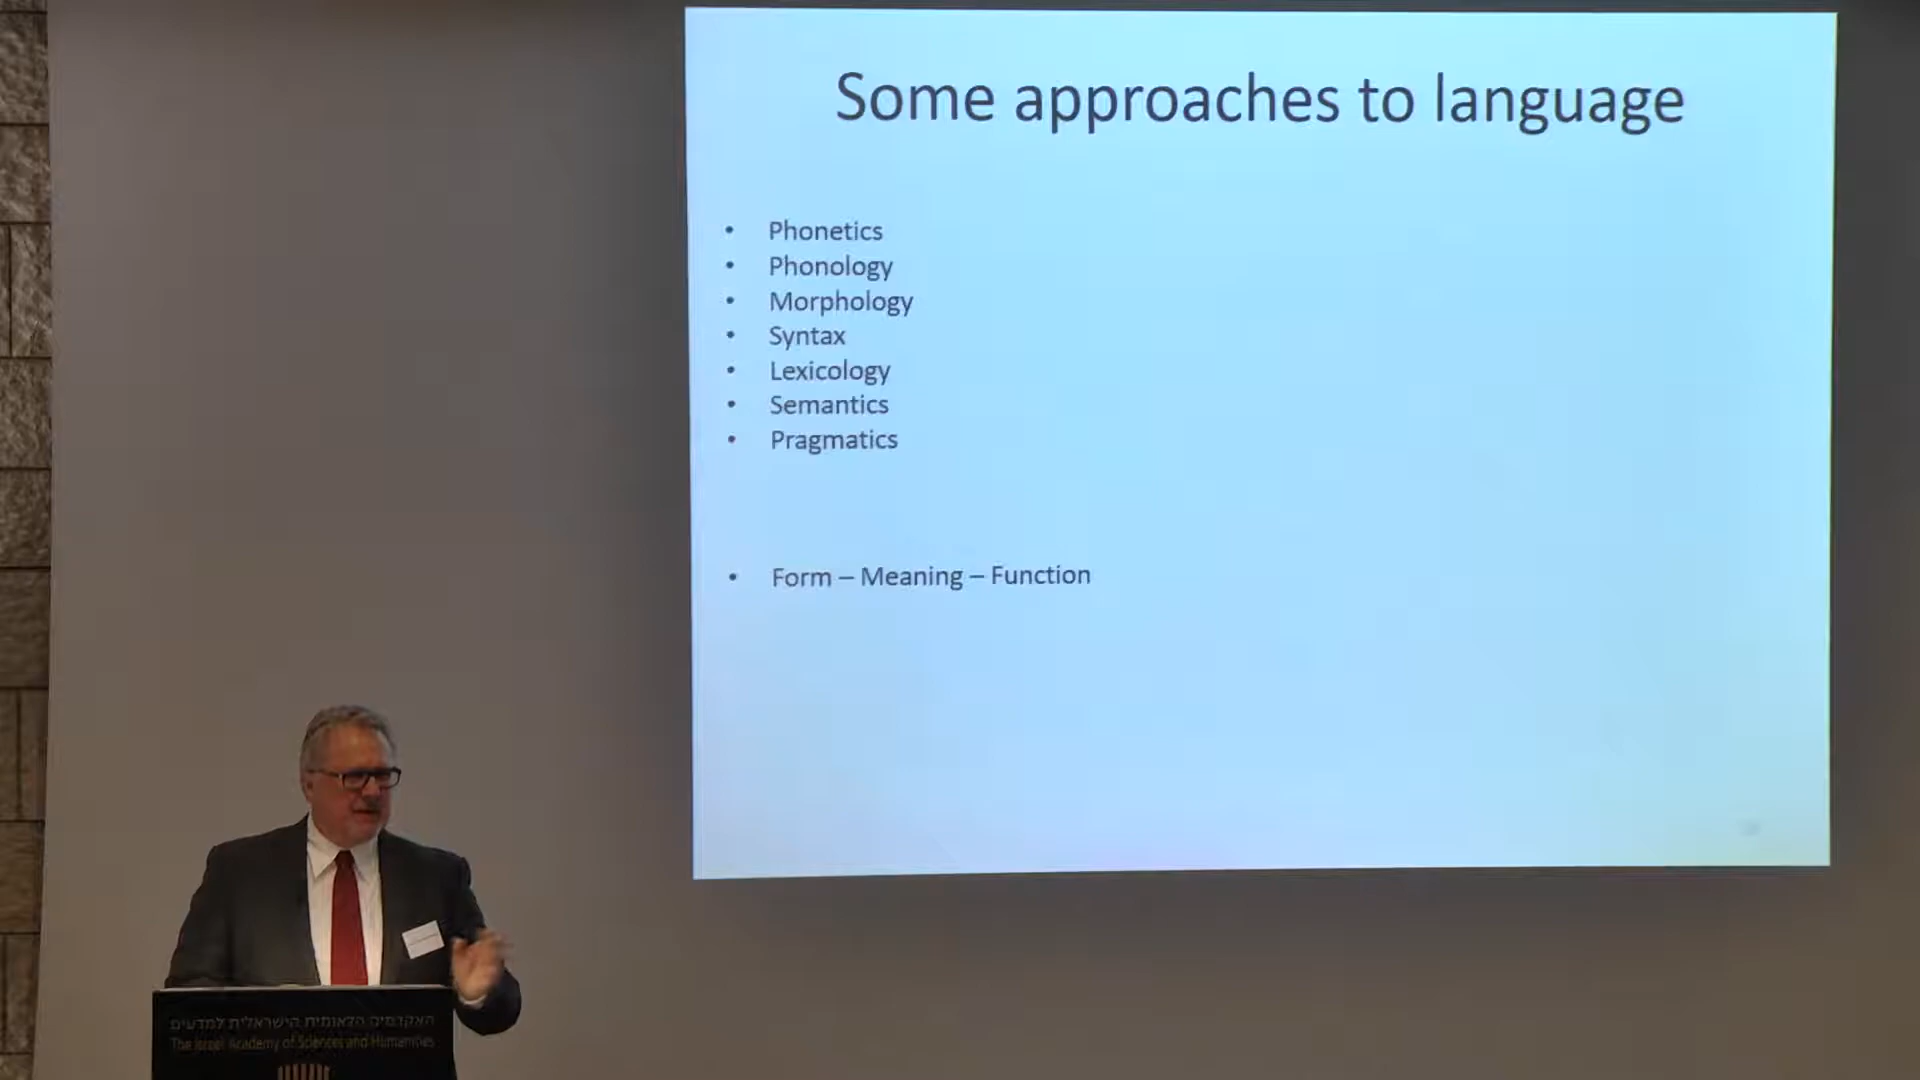 Some approaches to language
• Phonetics
• Phonology
• Morphology
• Syntax
• Lexicology
• Semantics
• Pragmatics
• Form – Meaning – Function
האקדמיה הלאומית הישראלית למדעים
The Israel Academy of Sciences and Humanities